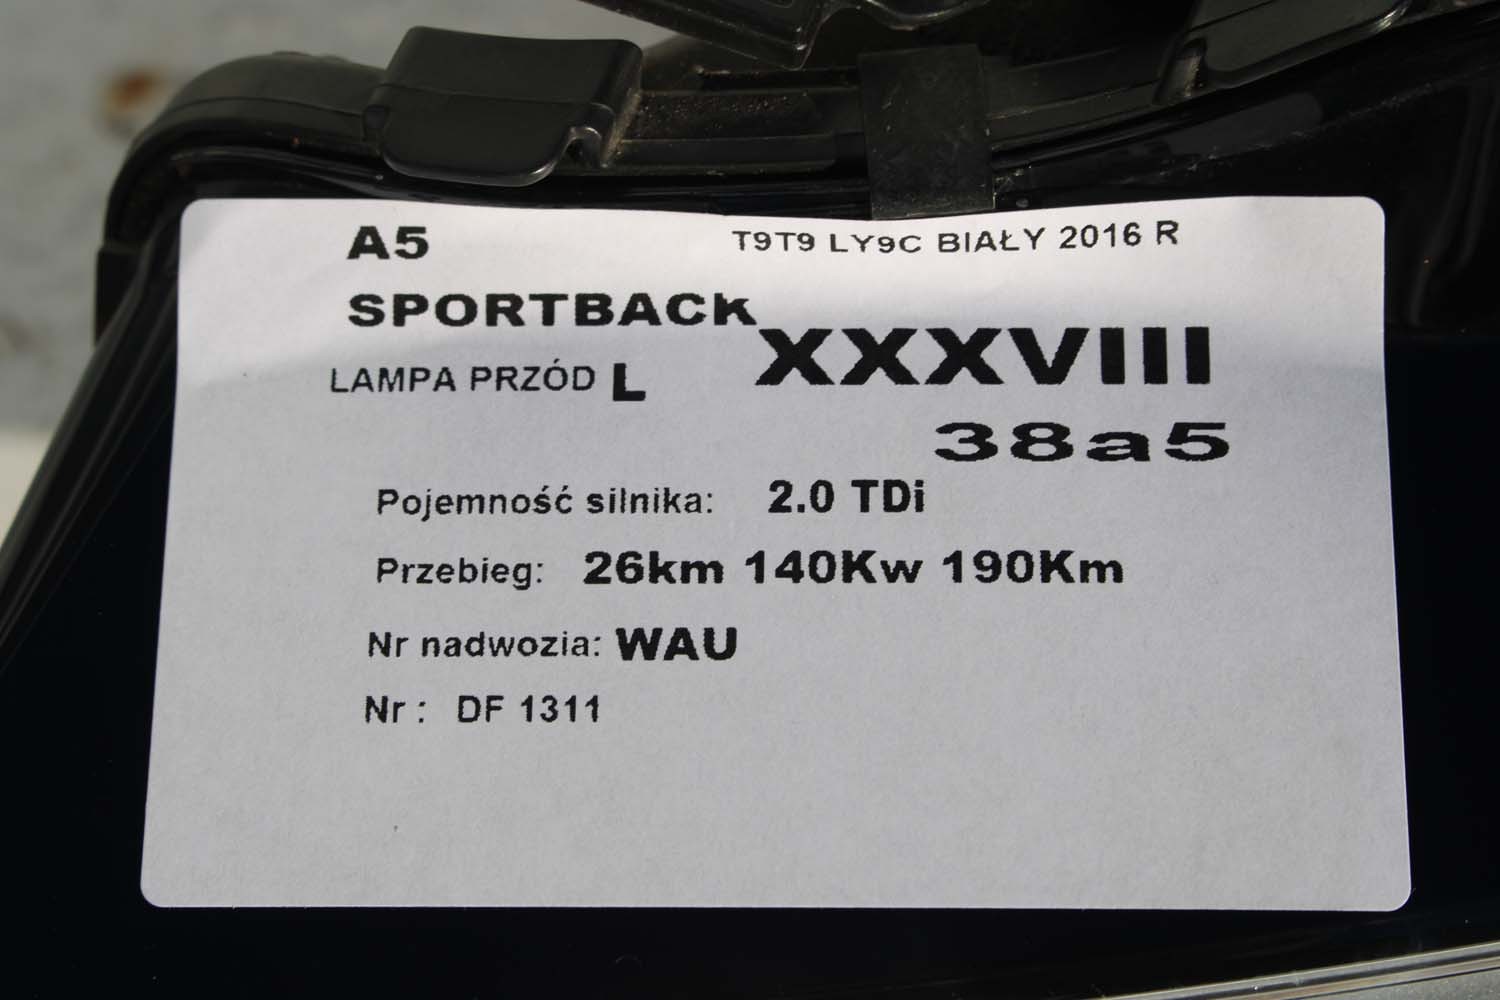 A5 T9T9 LY9C BIAŁY 2016 R
SPORTBACK
XXXVIII
LAMPA PRZÓD L
38a5
Pojemność silnika: 2.0 TDi
Przebieg: 26km 140Kw 190Km
Nr nadwozia: WAU
Nr : DF 1311